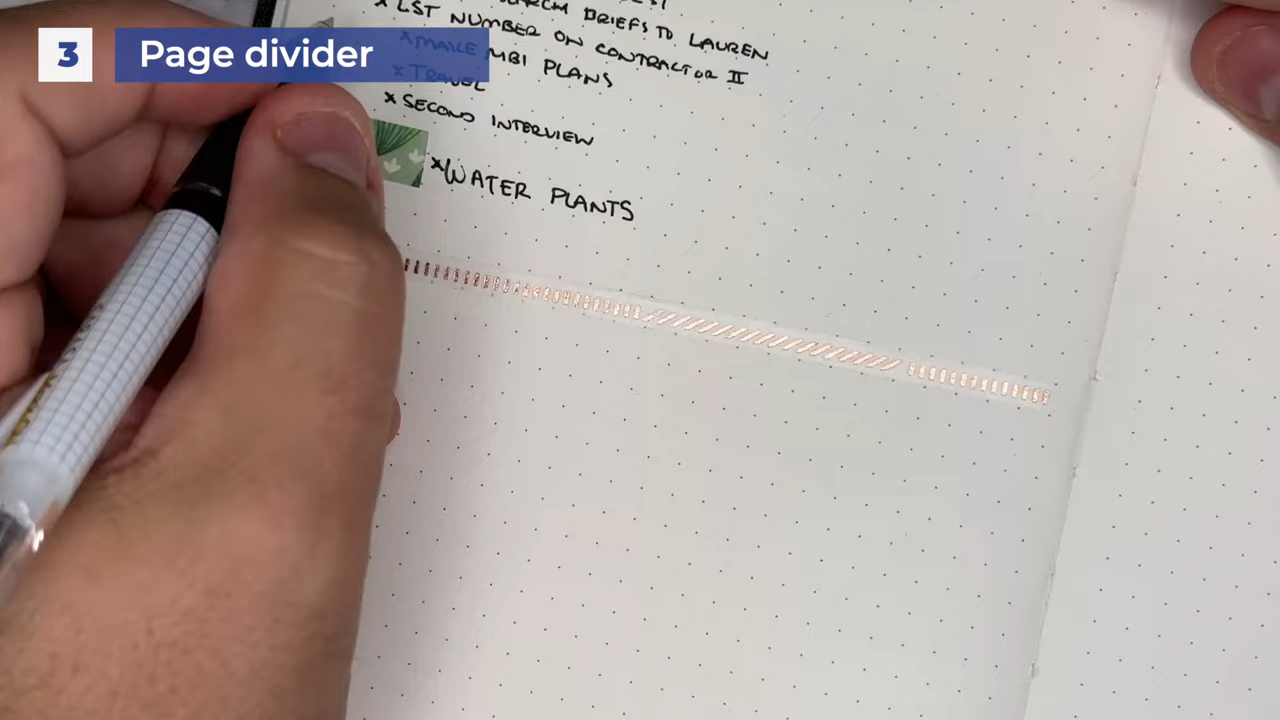 3 Page divider
BRIEFS TO LAUREN
x LST NUMBER ON CONTRACTOR II
x MAKE MBI PLANS
x TRAVEL
x SECOND INTERVIEW
x WATER PLANTS